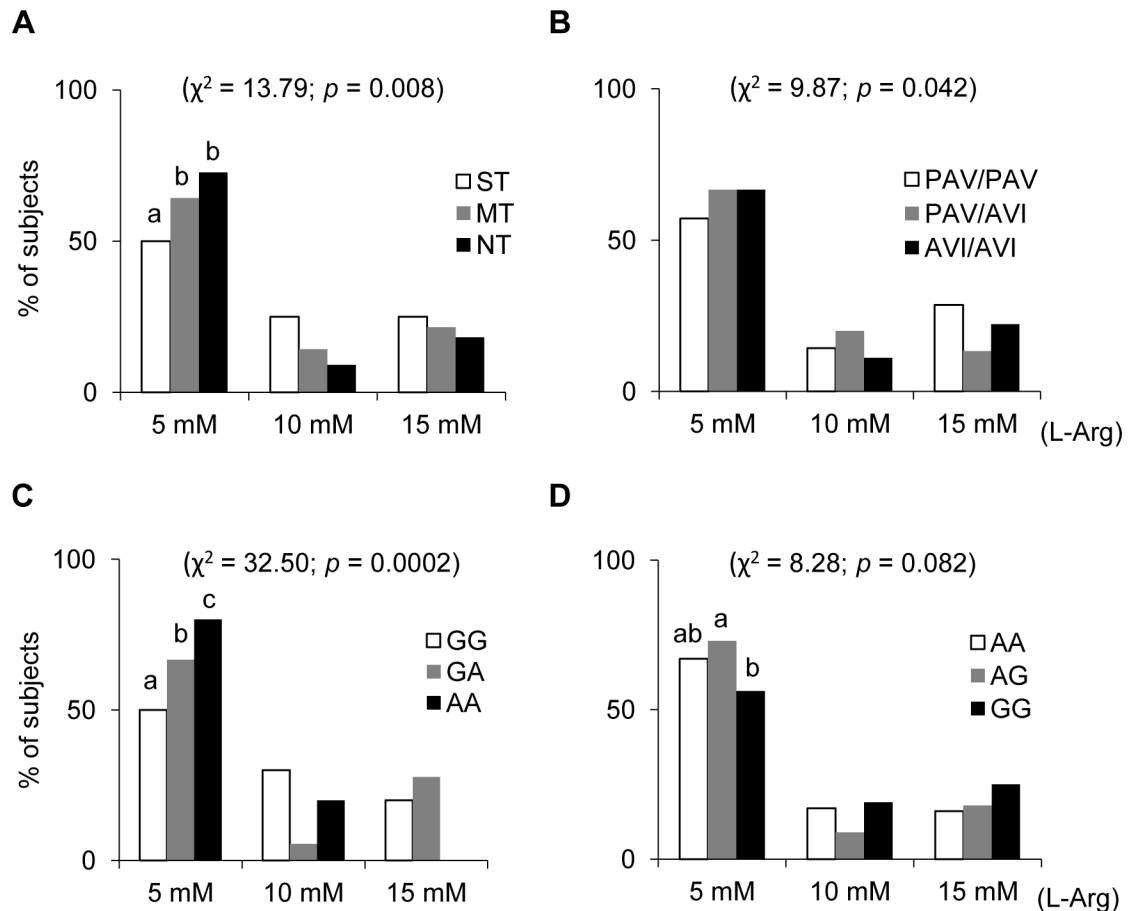 A
(χ² = 13.79; p = 0.008)
100
50
0
% of subjects
a b b
ST
MT
NT
5 mM 10 mM 15 mM
B
(χ² = 9.87; p = 0.042)
100
50
0
PAV/PAV
PAV/AVI
AVI/AVI
5 mM 10 mM 15 mM (L-Arg)
C
(χ² = 32.50; p = 0.0002)
100
50
0
% of subjects
a b c
GG
GA
AA
5 mM 10 mM 15 mM
D
(χ² = 8.28; p = 0.082)
100
50
0
ab a b
AA
AG
GG
5 mM 10 mM 15 mM (L-Arg)